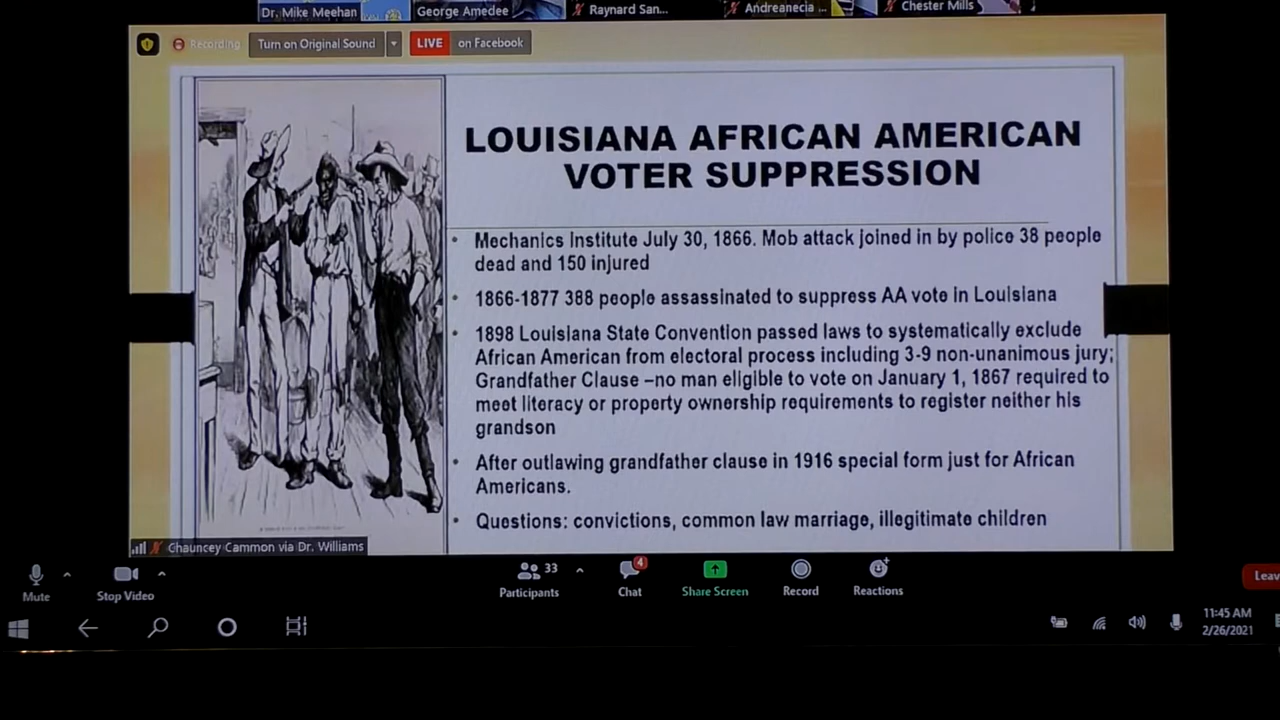 Dr. Mike Meehan
George Amedee
Raynard San...
Andreanecia ...
Chester Mills
Recording
Turn on Original Sound
LIVE
on Facebook
LOUISIANA AFRICAN AMERICAN
VOTER SUPPRESSION
• Mechanics Institute July 30, 1866. Mob attack joined in by police 38 people
dead and 150 injured
• 1866-1877 388 people assassinated to suppress AA vote in Louisiana
• 1898 Louisiana State Convention passed laws to systematically exclude
African American from electoral process including 3-9 non-unanimous jury;
Grandfather Clause –no man eligible to vote on January 1, 1867 required to
meet literacy or property ownership requirements to register neither his
grandson
• After outlawing grandfather clause in 1916 special form just for African
Americans.
• Questions: convictions, common law marriage, illegitimate children
Chauncey Cammon via Dr. Williams
Mute
Stop Video
33
Participants
4
Chat
Share Screen
Record
Reactions
Leav
11:45 AM
2/26/2021